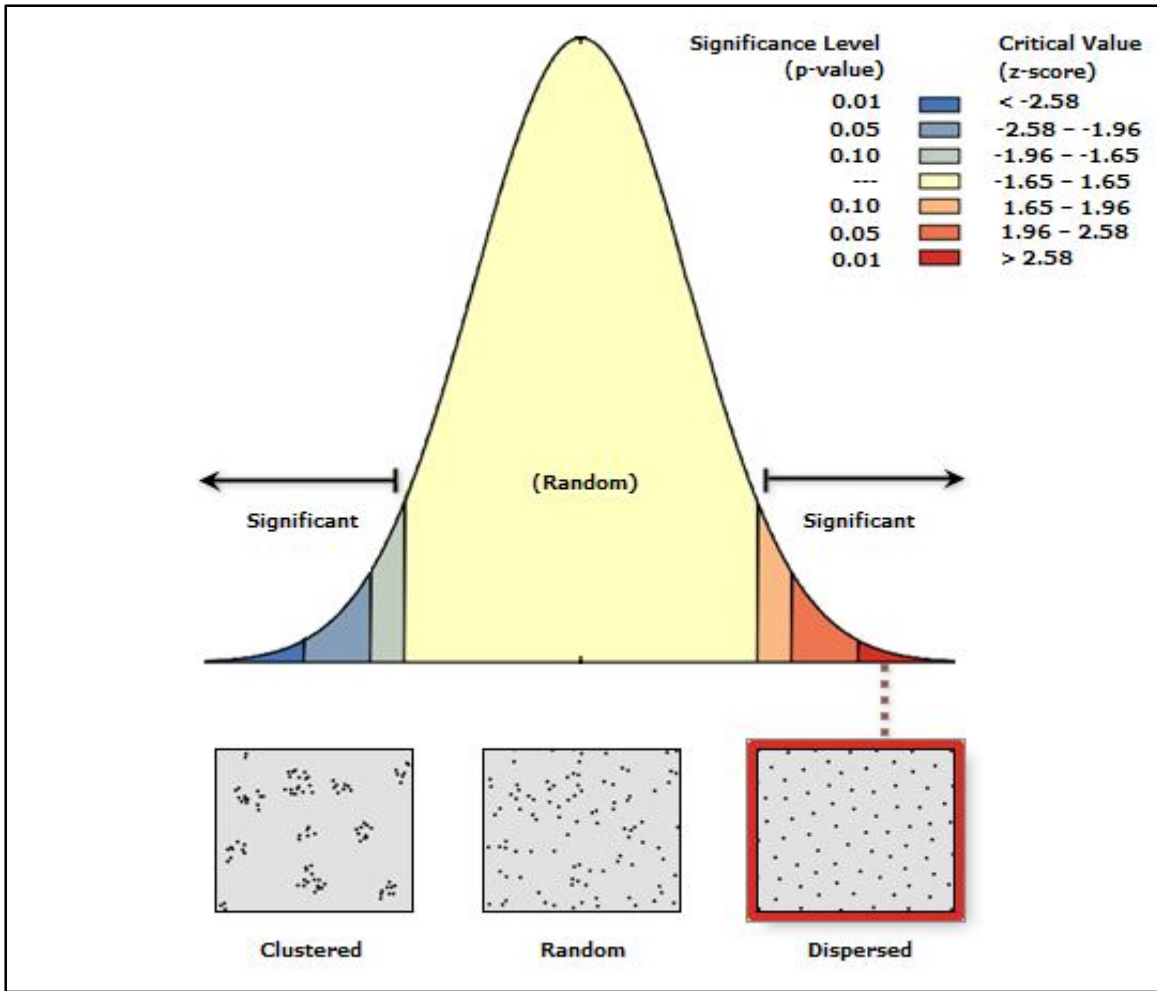 Significance Level Critical Value
(p-value) (z-score)
0.01 < -2.58
0.05 -2.58 – -1.96
0.10 -1.96 – -1.65
--- -1.65 – 1.65
0.10 1.65 – 1.96
0.05 1.96 – 2.58
0.01 > 2.58
(Random)
Significant Significant
Clustered Random Dispersed